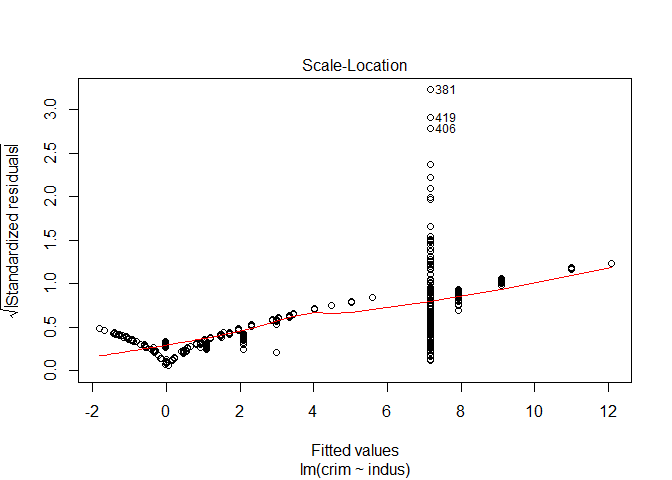 Scale-Location
√|Standardized residuals|
3.0
2.5
2.0
1.5
1.0
0.5
0.0
381
419
406
-2 0 2 4 6 8 10 12
Fitted values
lm(crim ~ indus)